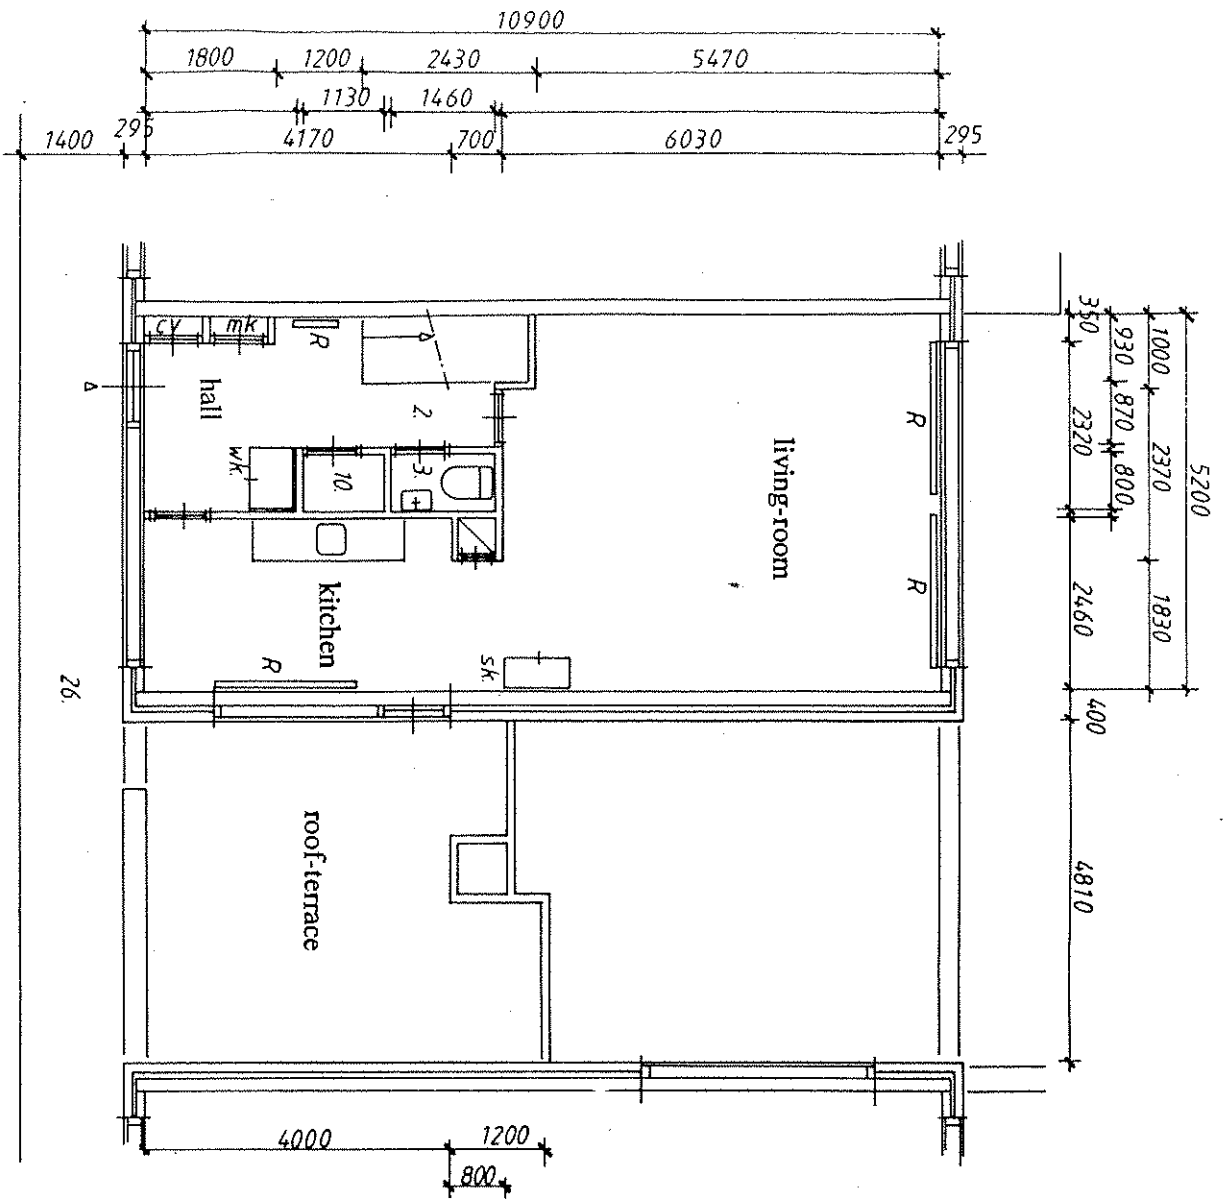 10900
1800 1200 2430 5470
1130 1460
1400 295 4170 700 6030 295
350 930 1000
870 2320 800 2370 5200
2460 1830
400
4810
cv mk R
hall
2.
wk. 10. 3.
living-room
R
R
kitchen
R
sk
26.
roof-terrace
4000 1200
800